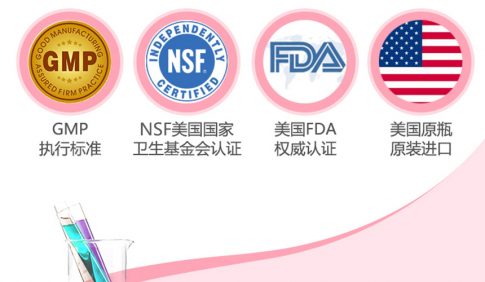 GOOD MANUFACTURING
GMP
ASSURED FIRM PRACTICE
INDEPENDENTLY
NSF
CERTIFIED
FDA
GMP
执行标准
NSF美国国家
卫生基金会认证
美国FDA
权威认证
美国原瓶
原装进口